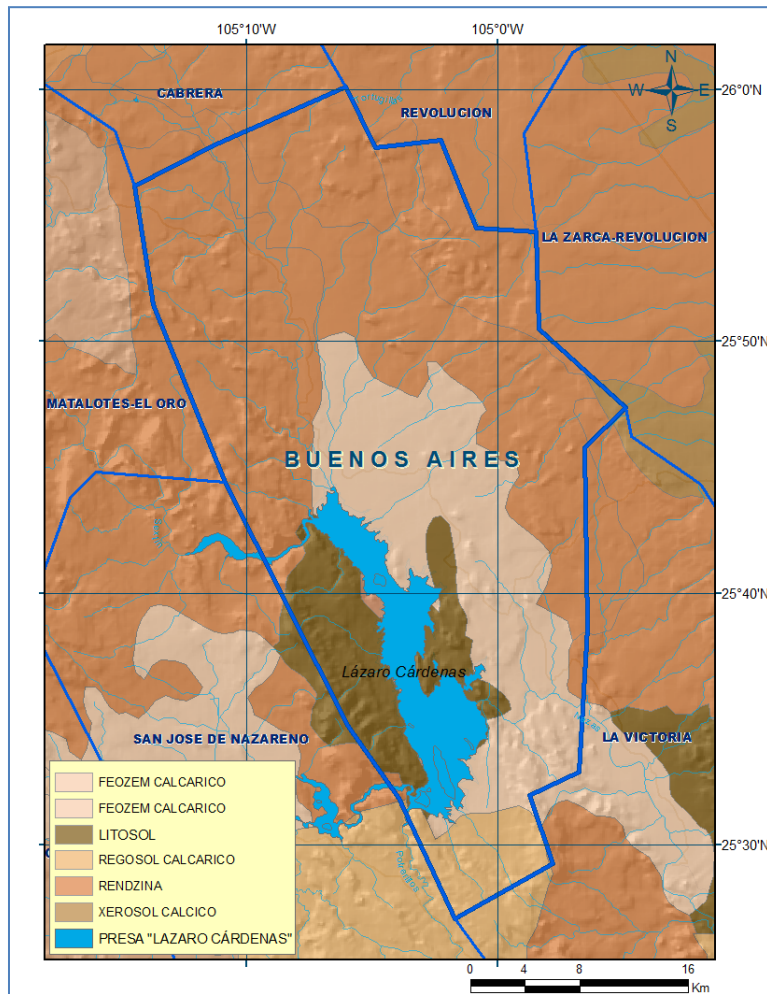 105°10'W
105°0'W
CABRERA
N
W E
S
26°0'N
REVOLUCION
LA ZARCA-REVOLUCION
25°50'N
MATALOTES-EL ORO
BUENOS AIRES
25°40'N
Lázaro Cárdenas
Nazas
SAN JOSE DE NAZARENO
LA VICTORIA
FEOZEM CALCARICO
FEOZEM CALCARICO
LITOSOL
REGOSOL CALCARICO
RENDZINA
XEROSOL CALCICO
PRESA "LAZARO CÁRDENAS"
25°30'N
Potreritos
0 4 8 16
Km